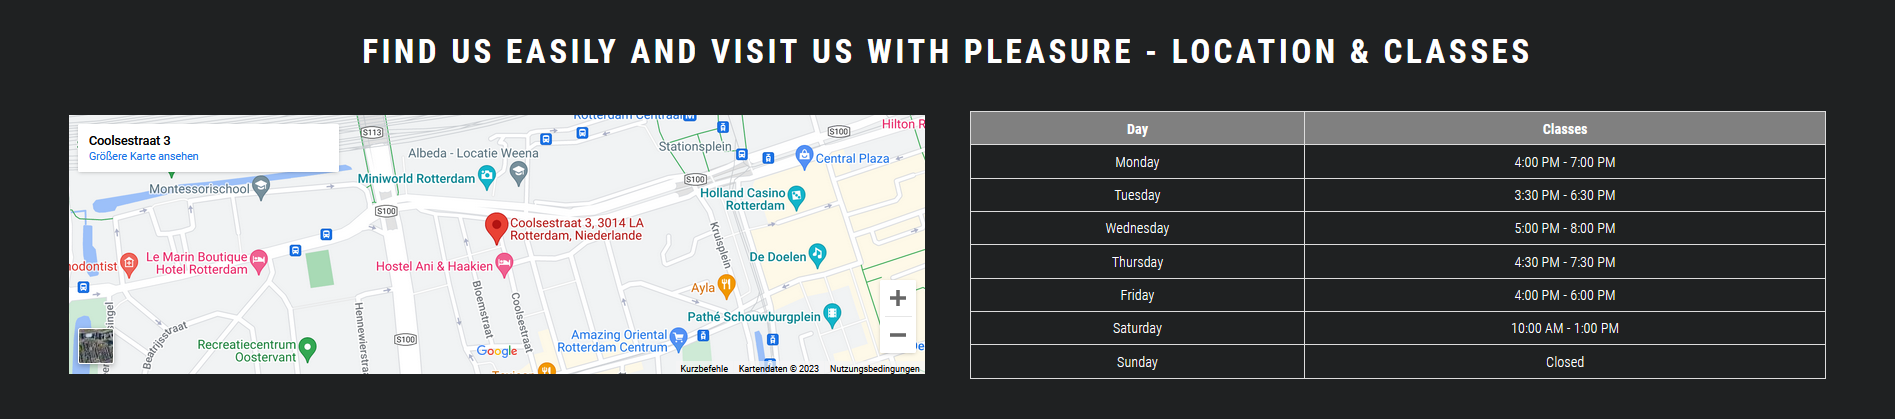 FIND US EASILY AND VISIT US WITH PLEASURE - LOCATION & CLASSES
Coolsestraat 3
Größere Karte ansehen
S113
Rotterdam Centraal
S100
Hilton R
Albeda - Locatie Weena
Stationsplein
Central Plaza
Montessorischool
Miniworld Rotterdam
S100
Holland Casino
Rotterdam
S100
Coolsestraat 3, 3014 LA
Rotterdam, Niederlande
Kruisplein
Le Marin Boutique
Hotel Rotterdam
odontist
Hostel Ani & Haakien
De Doelen
Ayla
Bloemstraat
Coolsestraat
Hennewierstraa
singel
Beatrijsstraat
Pathé Schouwburgplein
S100
Amazing Oriental
Rotterdam Centrum
Recreatiecentrum
Oostervant
Google
De
Kurzbefehle Kartendaten © 2023 Nutzungsbedingungen
Day Classes
Monday 4:00 PM - 7:00 PM
Tuesday 3:30 PM - 6:30 PM
Wednesday 5:00 PM - 8:00 PM
Thursday 4:30 PM - 7:30 PM
Friday 4:00 PM - 6:00 PM
Saturday 10:00 AM - 1:00 PM
Sunday Closed